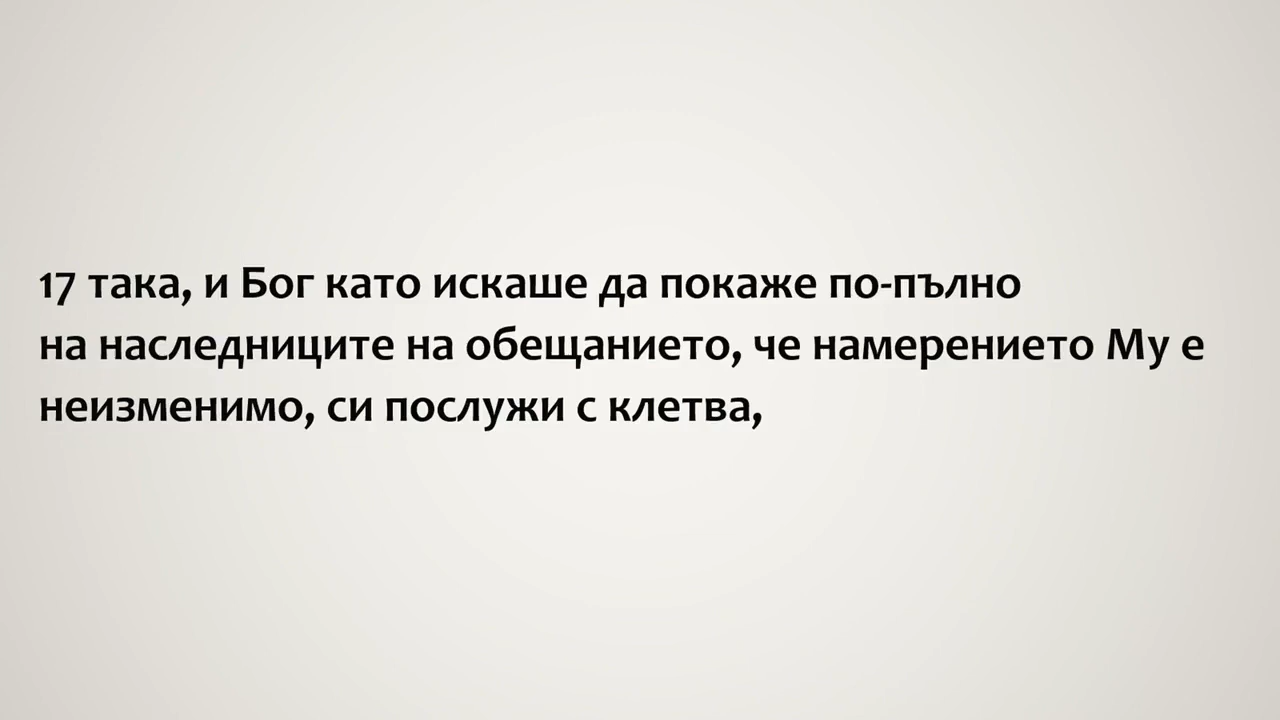 17 така, и Бог като искаше да покаже по-пълно
на наследниците на обещанието, че намерението Му е
неизменимо, си послужи с клетва,